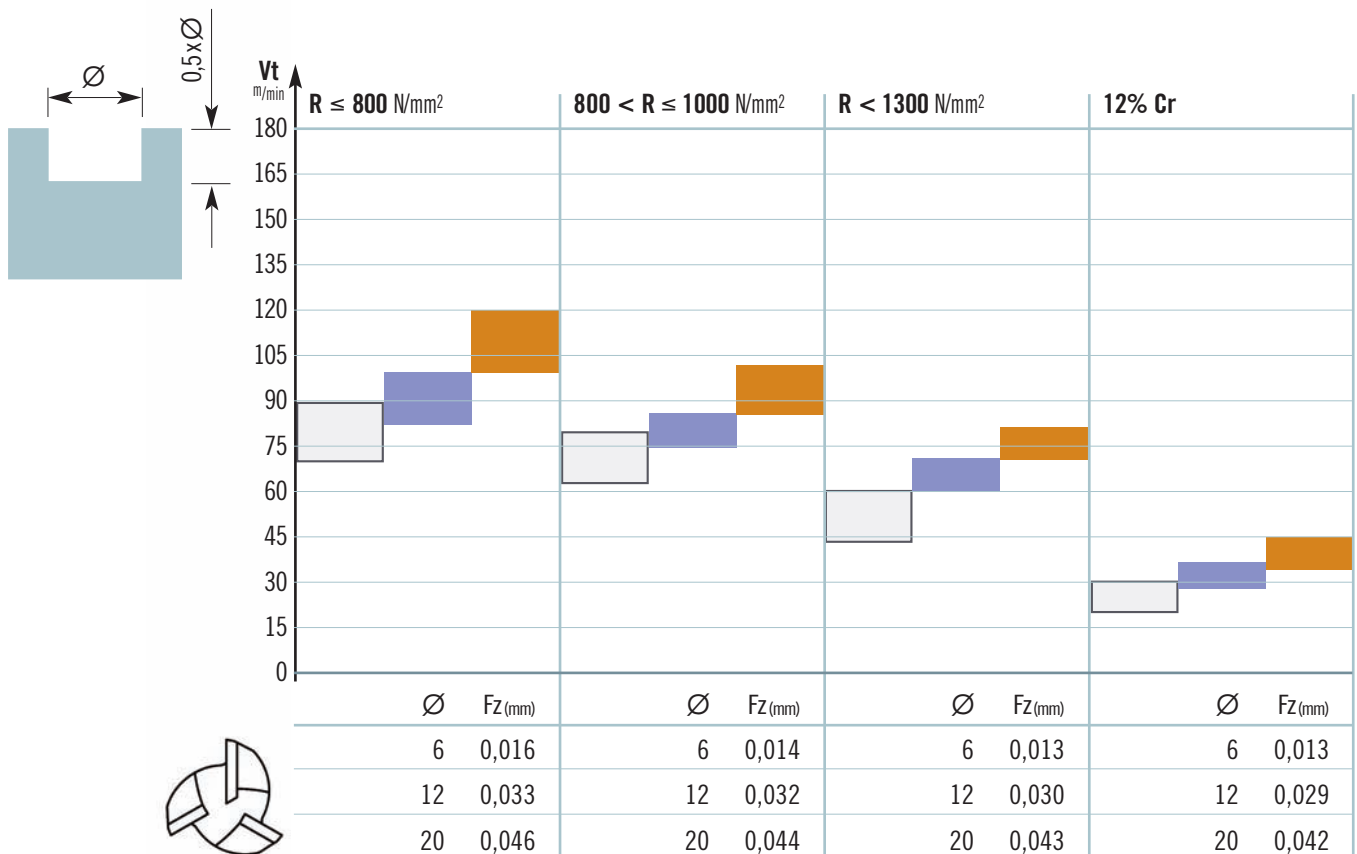 Ø
0,5xØ
Vt
m/min
R ≤ 800 N/mm²
800 < R ≤ 1000 N/mm²
R < 1300 N/mm²
12% Cr
180
165
150
135
120
105
90
75
60
45
30
15
0
Ø Fz(mm) Ø Fz(mm) Ø Fz(mm) Ø Fz(mm)
6 0,016 6 0,014 6 0,013 6 0,013
12 0,033 12 0,032 12 0,030 12 0,029
20 0,046 20 0,044 20 0,043 20 0,042